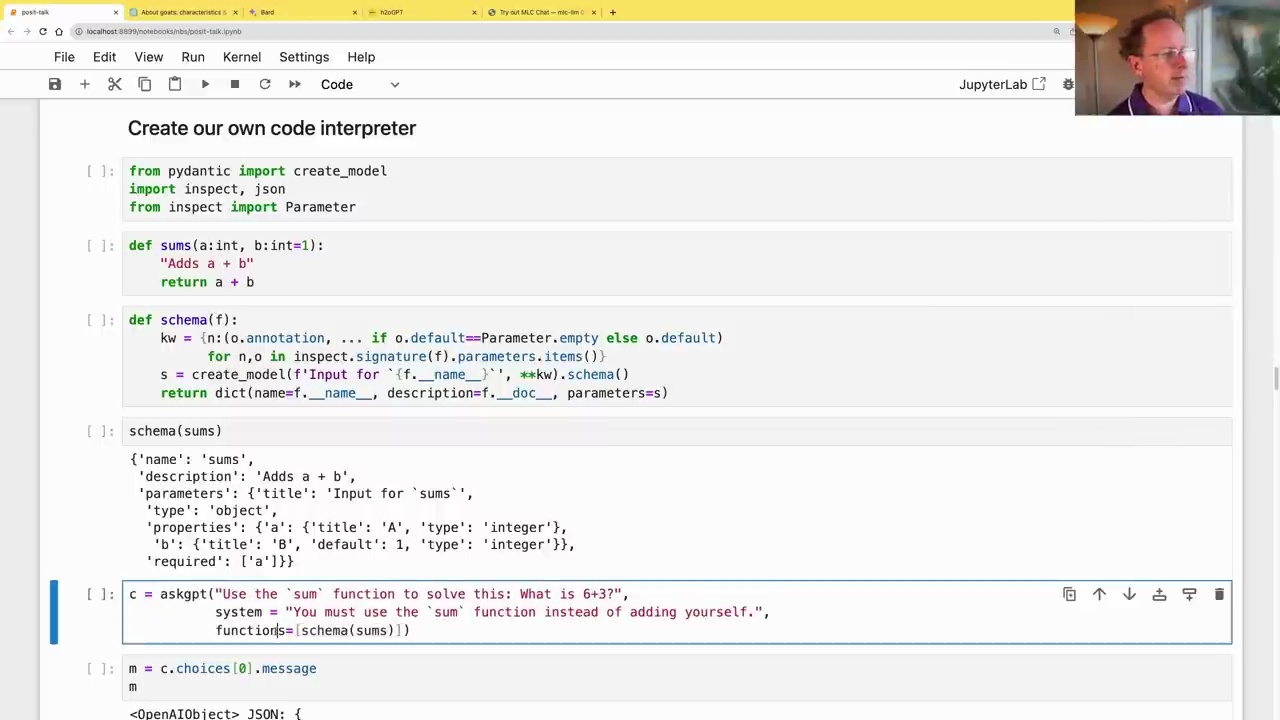 posit-talk
About goats: characteristics &
Bard
h2oGPT
Try out MLC Chat — mlc-llm 0
localhost:8899/notebooks/nbs/posit-talk.ipynb
File Edit View Run Kernel Settings Help
Code
JupyterLab
Create our own code interpreter
[ ]: from pydantic import create_model
import inspect, json
from inspect import Parameter
[ ]: def sums(a:int, b:int=1):
    "Adds a + b"
    return a + b
[ ]: def schema(f):
    kw = {n:(o.annotation, ... if o.default==Parameter.empty else o.default)
          for n,o in inspect.signature(f).parameters.items()}
    s = create_model(f'Input for `{f.__name__}`', **kw).schema()
    return dict(name=f.__name__, description=f.__doc__, parameters=s)
[ ]: schema(sums)
{'name': 'sums',
 'description': 'Adds a + b',
 'parameters': {'title': 'Input for `sums`',
  'type': 'object',
  'properties': {'a': {'title': 'A', 'type': 'integer'},
   'b': {'title': 'B', 'default': 1, 'type': 'integer'}},
  'required': ['a']}}
[ ]: c = askgpt("Use the `sum` function to solve this: What is 6+3?",
           system = "You must use the `sum` function instead of adding yourself.",
           functions=[schema(sums)])
[ ]: m = c.choices[0].message
m
<OpenAIObject> JSON: {